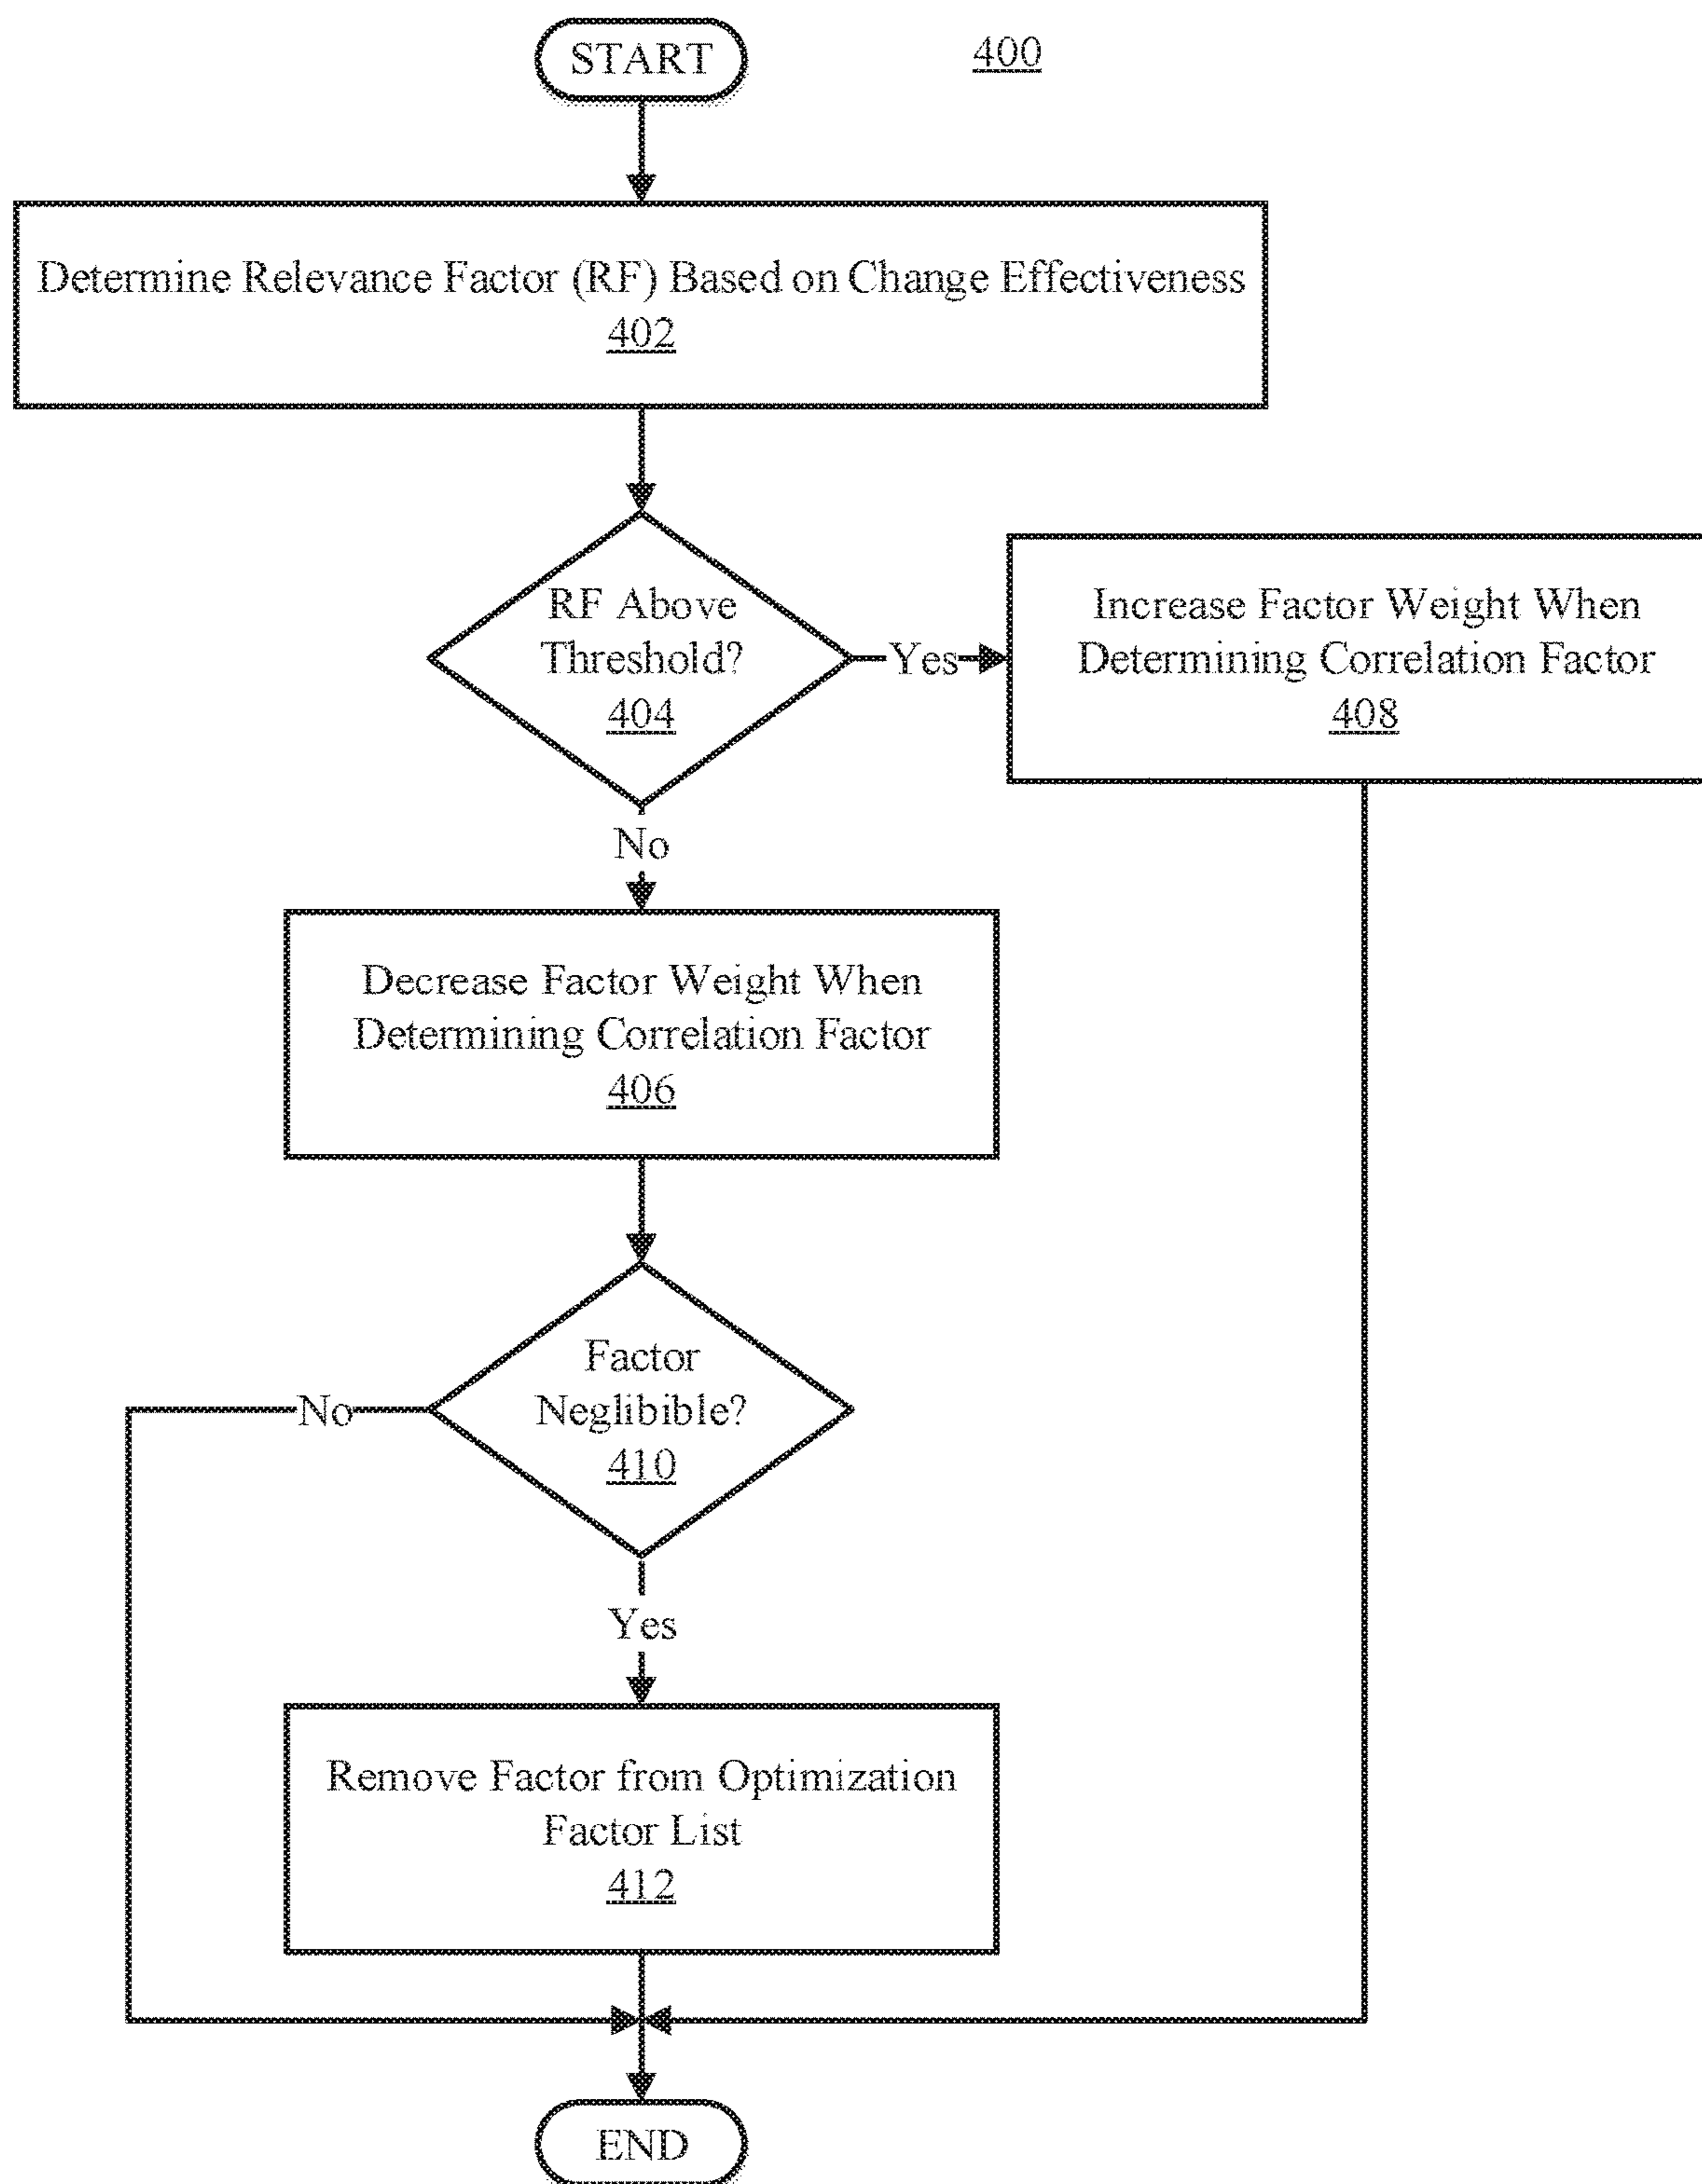 START
400
Determine Relevance Factor (RF) Based on Change Effectiveness
402
RF Above
Threshold?
404
Yes
Increase Factor Weight When
Determining Correlation Factor
408
No
Decrease Factor Weight When
Determining Correlation Factor
406
Factor
Neglibible?
410
No
Yes
Remove Factor from Optimization
Factor List
412
END